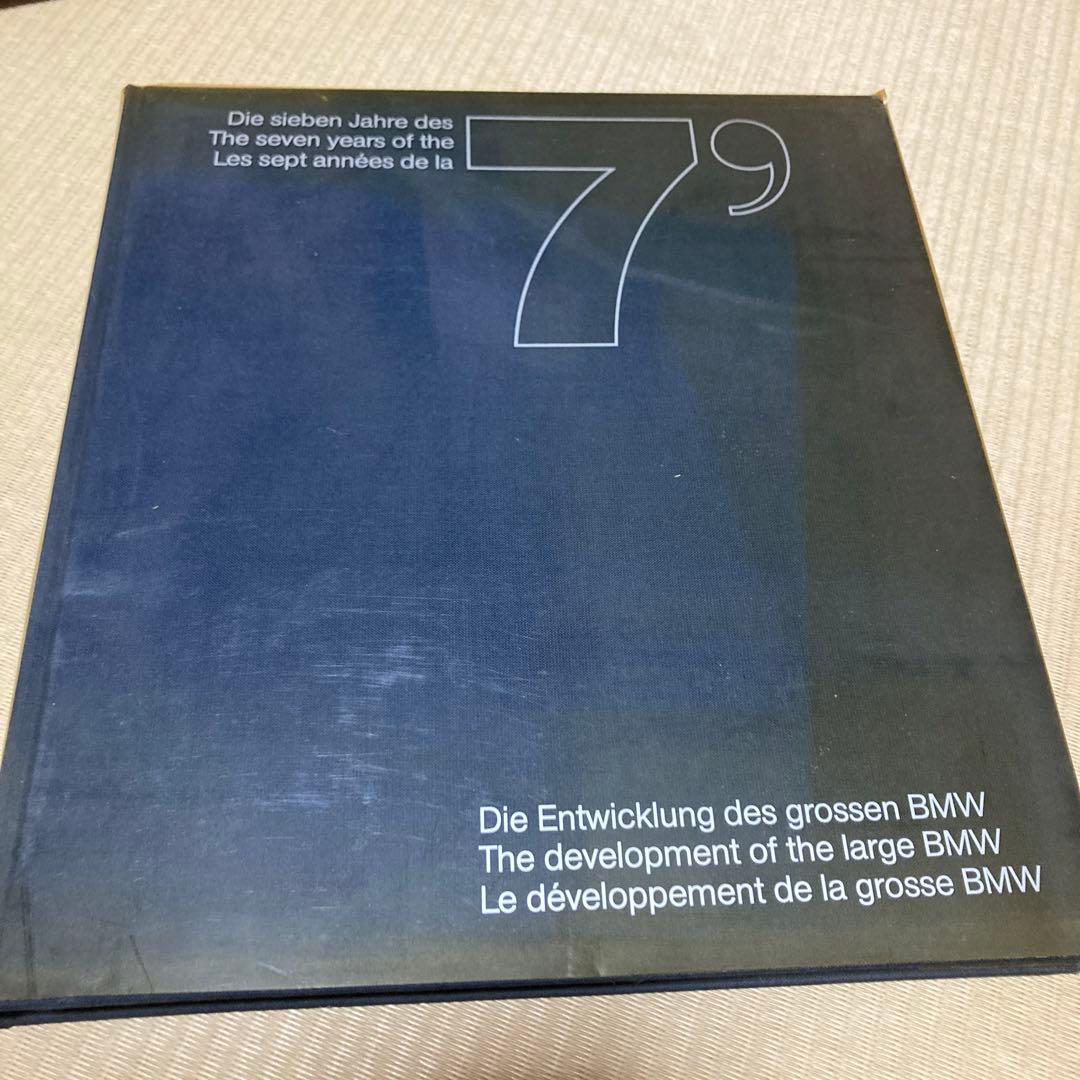 Die sieben Jahre des
The seven years of the
Les sept années de la
7’
Die Entwicklung des grossen BMW
The development of the large BMW
Le développement de la grosse BMW